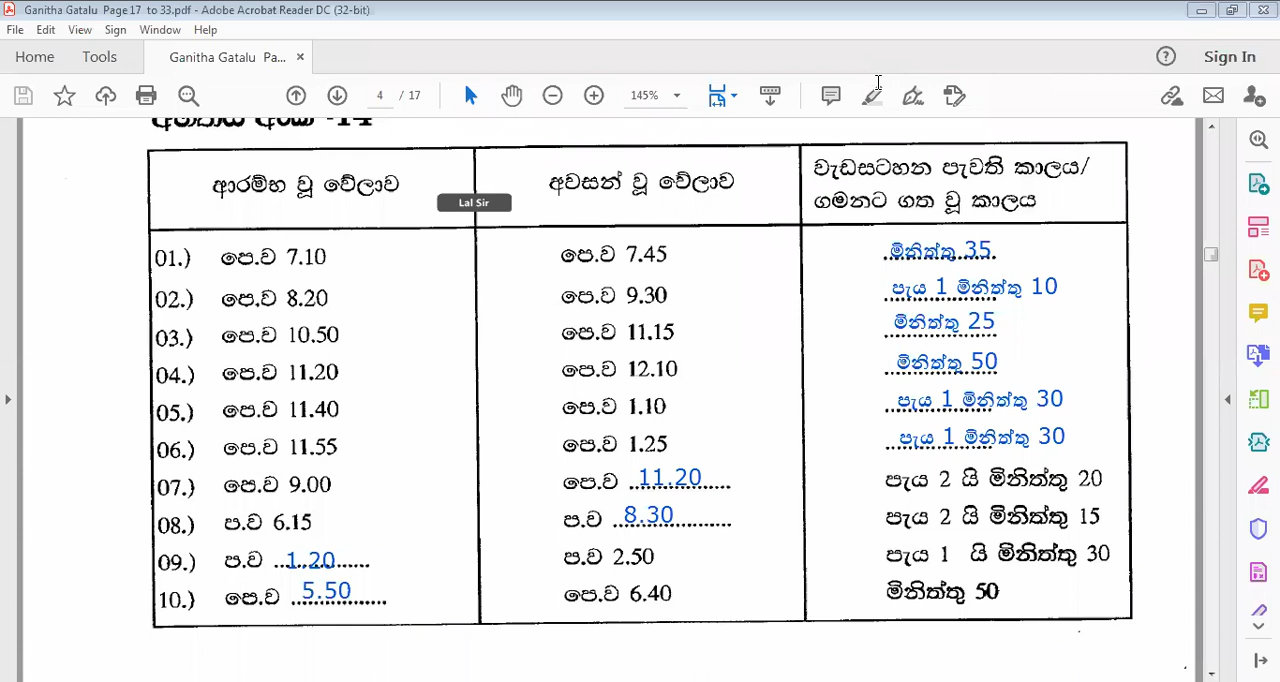 Ganitha Gatalu Page 17 to 33.pdf - Adobe Acrobat Reader DC (32-bit)
File Edit View Sign Window Help
Home Tools Ganitha Gatalu Pa... × Sign In
4 / 17 145%
අභ්‍යාස අංක -14
ආරම්භ වූ වේලාව අවසන් වූ වේලාව වැඩසටහන පැවති කාලය/
ගමනට ගත වූ කාලය
Lal Sir
01.) පෙ.ව 7.10 පෙ.ව 7.45 මිනිත්තු 35
02.) පෙ.ව 8.20 පෙ.ව 9.30 පැය 1 මිනිත්තු 10
03.) පෙ.ව 10.50 පෙ.ව 11.15 මිනිත්තු 25
04.) පෙ.ව 11.20 පෙ.ව 12.10 මිනිත්තු 50
05.) පෙ.ව 11.40 පෙ.ව 1.10 පැය 1 මිනිත්තු 30
06.) පෙ.ව 11.55 පෙ.ව 1.25 පැය 1 මිනිත්තු 30
07.) පෙ.ව 9.00 පෙ.ව 11.20 පැය 2 යි මිනිත්තු 20
08.) ප.ව 6.15 ප.ව 8.30 පැය 2 යි මිනිත්තු 15
09.) ප.ව 1.20 ප.ව 2.50 පැය 1 යි මිනිත්තු 30
10.) පෙ.ව 5.50 පෙ.ව 6.40 මිනිත්තු 50